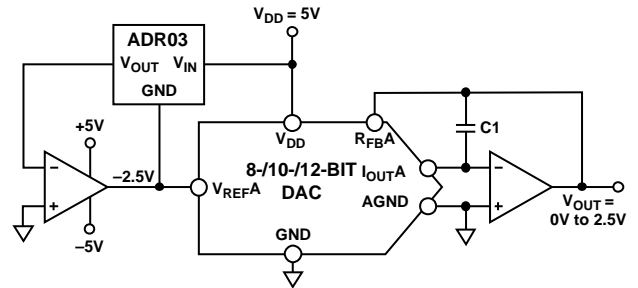 VDD = 5V
ADR03
VOUT VIN
GND
+5V
–2.5V
–5V
VREFA
VDD
RFBA
C1
8-/10-/12-BIT
DAC
IOUTA
AGND
GND
–
+
–
+
VOUT =
0V to 2.5V